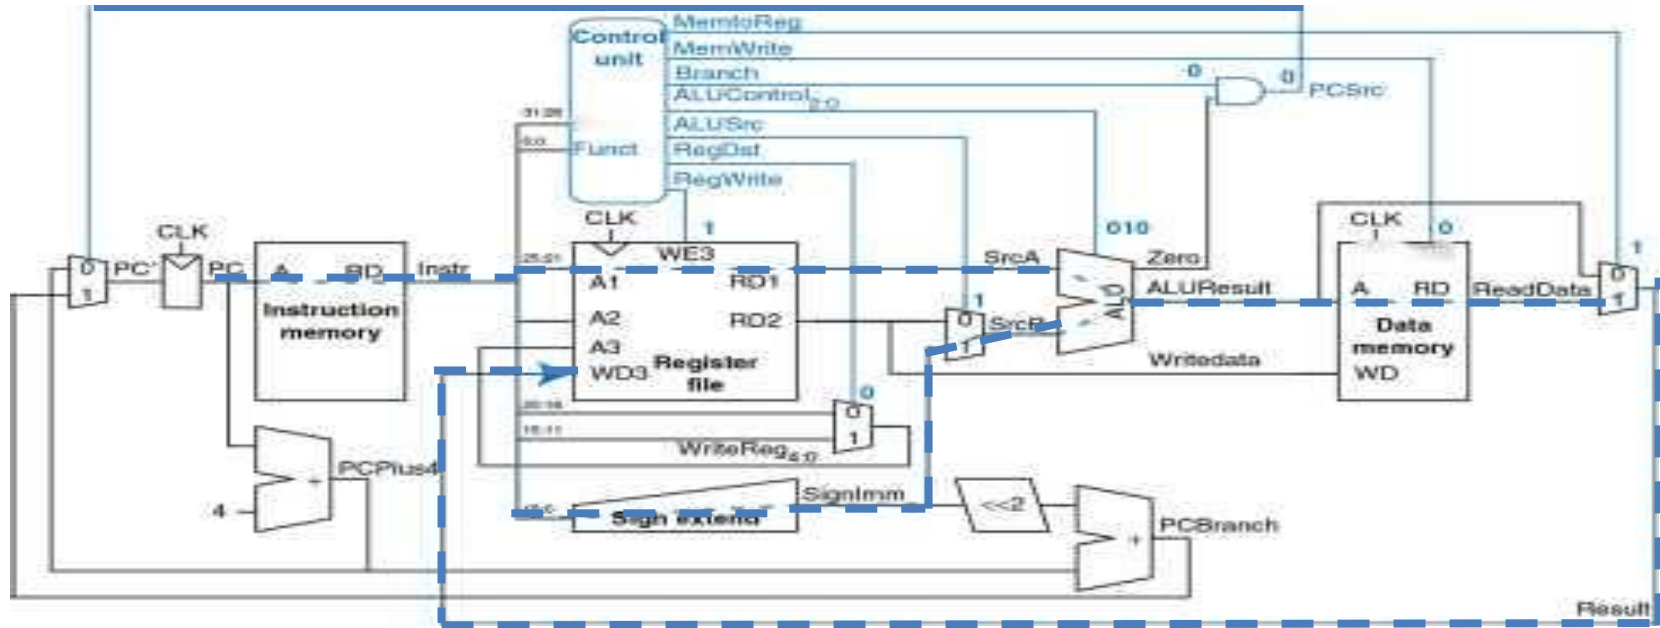 MemtoReg
Control unit
MemWrite
Branch
0
0
PCSrc
ALUControl2:0
31:26
ALUSrc
Funct
RegDst
RegWrite
CLK
CLK
1
010
CLK
0
1
WE3
SrcA
Zero
0
PC'
PC
A
RD
Instr
25:21
A1
RD1
ALU
ALUResult
A
RD
ReadData
0
1
1
Instruction memory
A2
RD2
1
0
SrcB
1
Data memory
A3
WD3
Register file
Writedata
WD
20:16
0
0
15:11
1
WriteReg4:0
PCPlus4
+
4
SignImm
Sign extend
<<2
PCBranch
+
Result